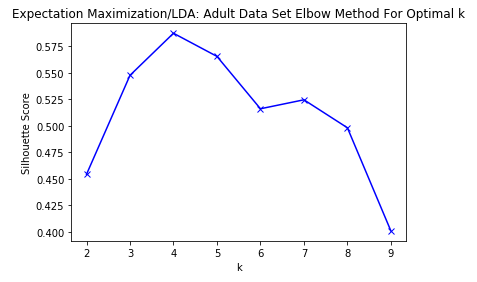 Expectation Maximization/LDA: Adult Data Set Elbow Method For Optimal k
0.575
0.550
0.525
0.500
0.475
0.450
0.425
0.400
Silhouette Score
2 3 4 5 6 7 8 9
k